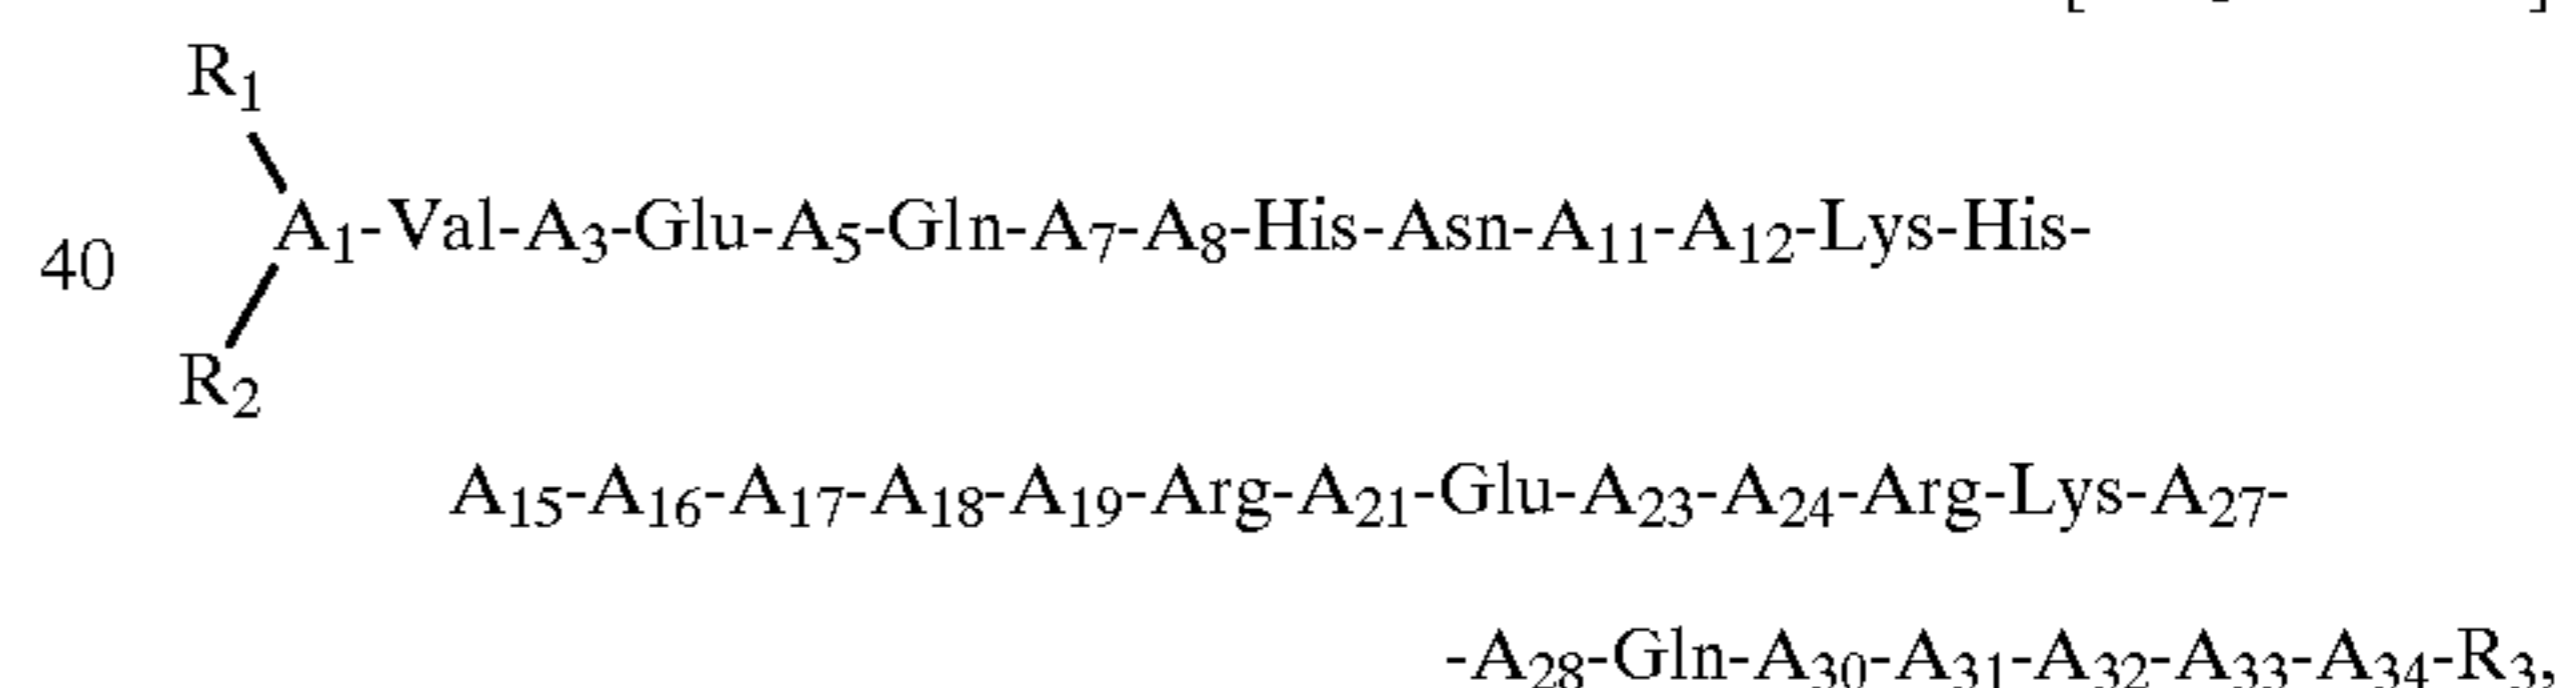 R1
A1-Val-A3-Glu-A5-Gln-A7-A8-His-Asn-A11-A12-Lys-His-
40
R2
A15-A16-A17-A18-A19-Arg-A21-Glu-A23-A24-Arg-Lys-A27-
-A28-Gln-A30-A31-A32-A33-A34-R3,